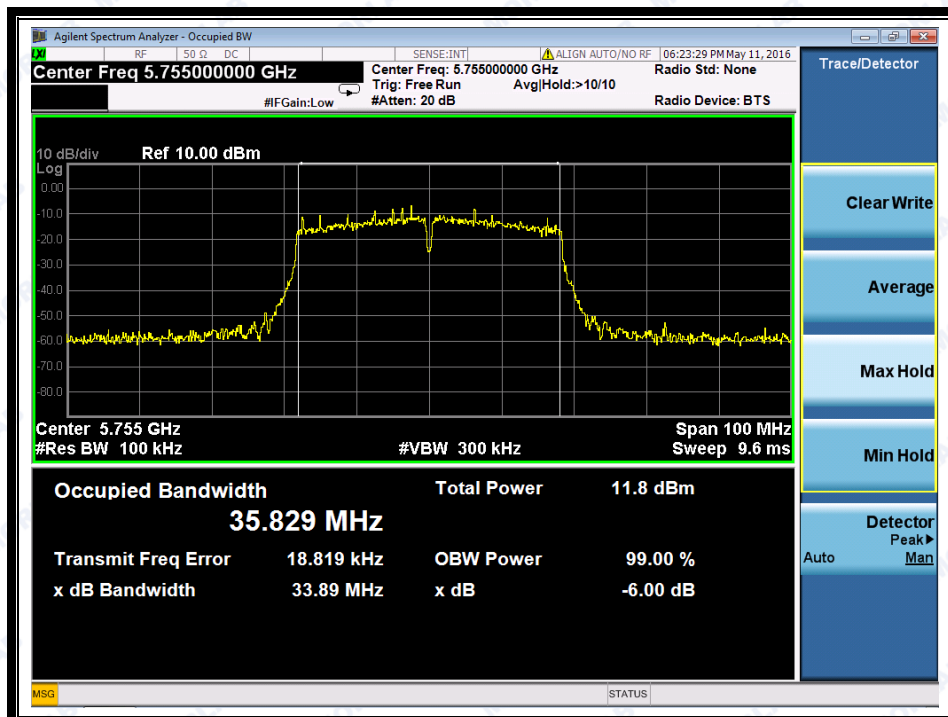 Agilent Spectrum Analyzer - Occupied BW
LXI RF 50 Ω DC SENSE:INT ALIGN AUTO/NO RF 06:23:29 PM May 11, 2016
Center Freq 5.755000000 GHz
Center Freq: 5.755000000 GHz
Radio Std: None
Trig: Free Run Avg|Hold:>10/10
#IFGain:Low #Atten: 20 dB Radio Device: BTS
Trace/Detector
10 dB/div Ref 10.00 dBm
Log
0.00
-10.0
-20.0
-30.0
-40.0
-50.0
-60.0
-70.0
-80.0
Center 5.755 GHz Span 100 MHz
#Res BW 100 kHz #VBW 300 kHz Sweep 9.6 ms
Occupied Bandwidth Total Power 11.8 dBm
35.829 MHz
Transmit Freq Error 18.819 kHz OBW Power 99.00 %
x dB Bandwidth 33.89 MHz x dB -6.00 dB
Clear Write
Average
Max Hold
Min Hold
Detector
Peak▶
Auto Man
MSG STATUS